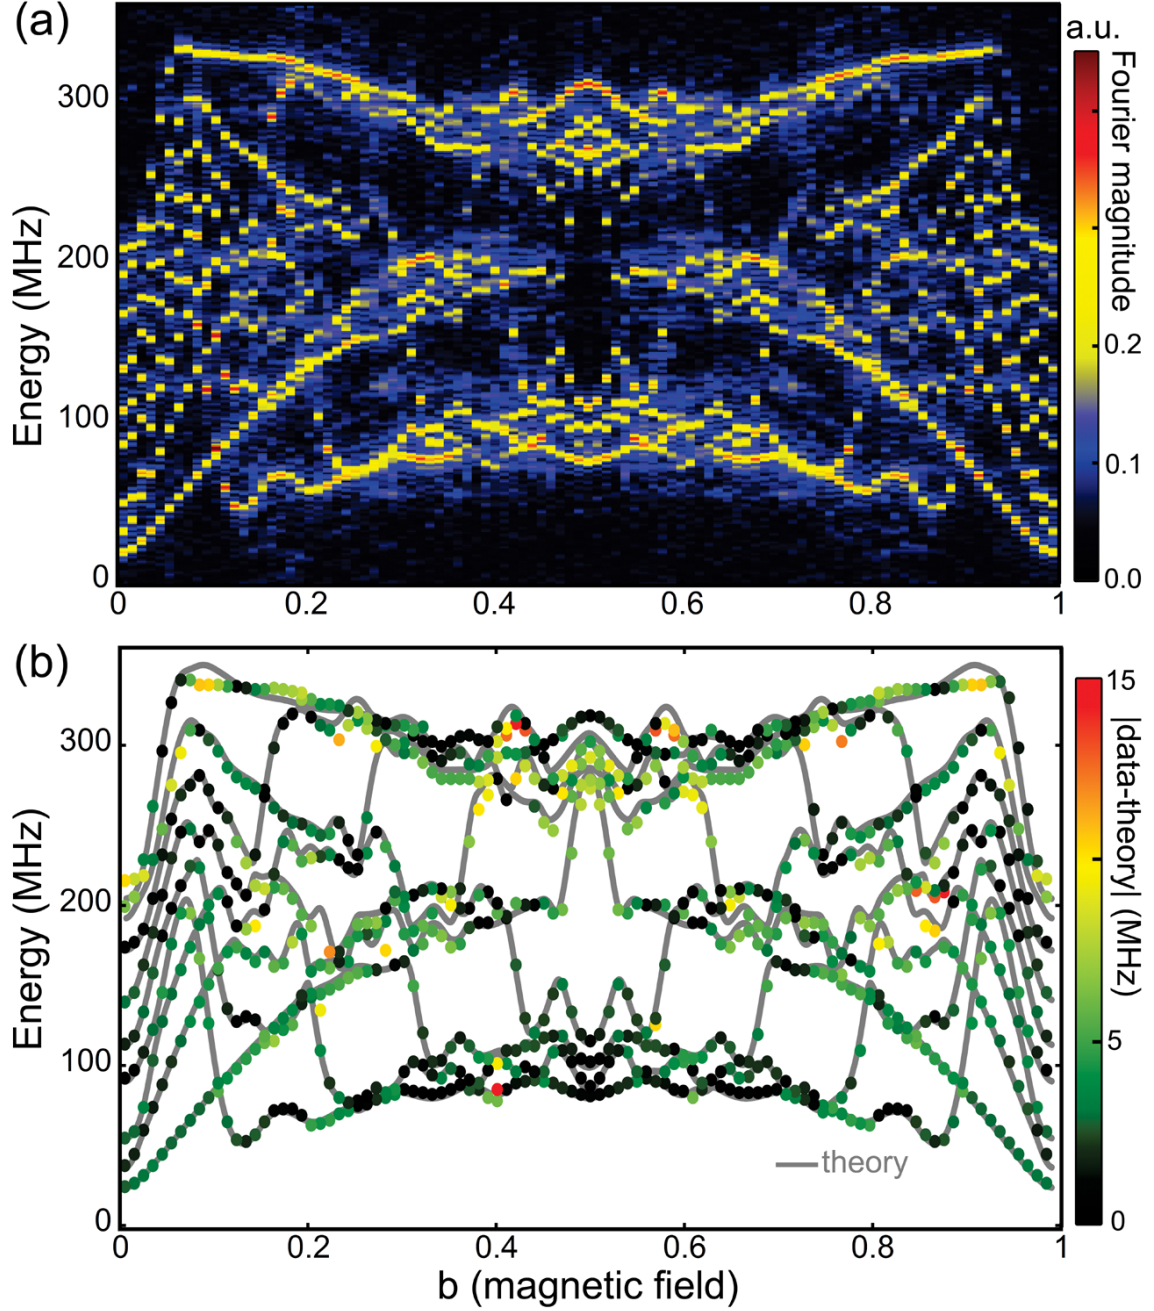 (a)
a.u.
Energy (MHz)
300
200
100
0
0 0.2 0.4 0.6 0.8 1
Fourier magnitude
0.2
0.1
0.0
(b)
Energy (MHz)
300
200
100
0
theory
0 0.2 0.4 0.6 0.8 1
b (magnetic field)
15
|data-theory| (MHz)
5
0